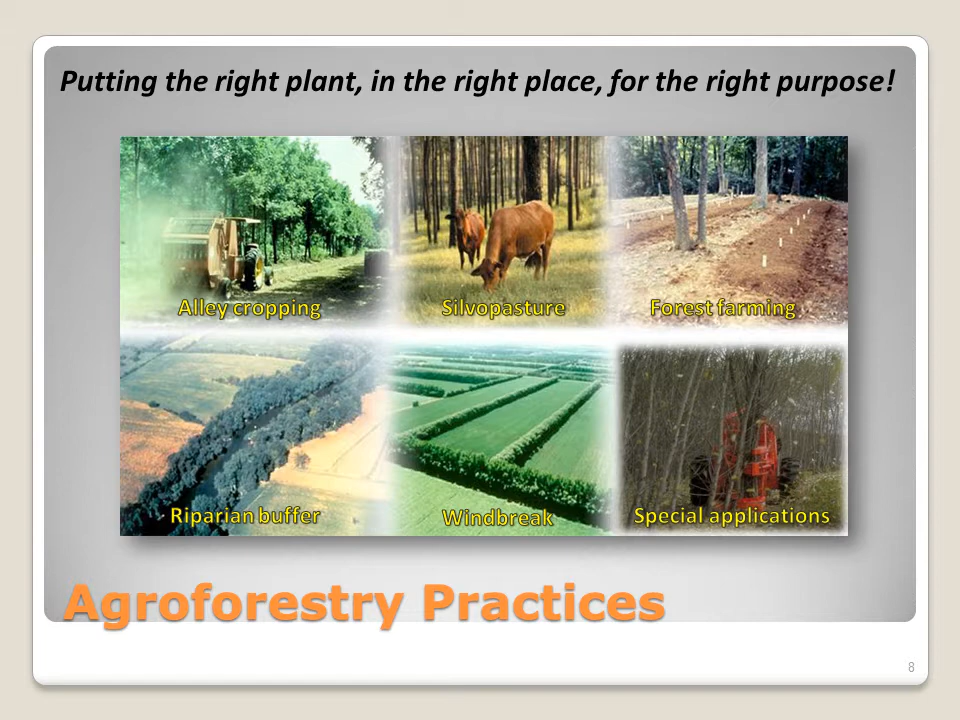 Putting the right plant, in the right place, for the right purpose!
Alley cropping
Silvopasture
Forest farming
Riparian buffer
Windbreak
Special applications
Agroforestry Practices
8